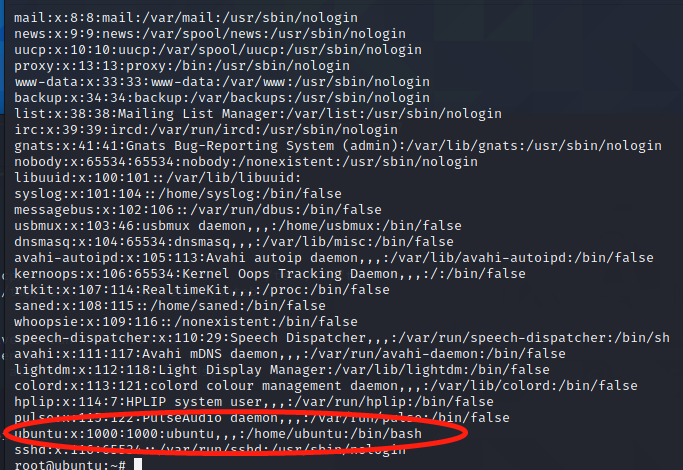 mail:x:8:8:mail:/var/mail:/usr/sbin/nologin
news:x:9:9:news:/var/spool/news:/usr/sbin/nologin
uucp:x:10:10:uucp:/var/spool/uucp:/usr/sbin/nologin
proxy:x:13:13:proxy:/bin:/usr/sbin/nologin
www-data:x:33:33:www-data:/var/www:/usr/sbin/nologin
backup:x:34:34:backup:/var/backups:/usr/sbin/nologin
list:x:38:38:Mailing List Manager:/var/list:/usr/sbin/nologin
irc:x:39:39:ircd:/var/run/ircd:/usr/sbin/nologin
gnats:x:41:41:Gnats Bug-Reporting System (admin):/var/lib/gnats:/usr/sbin/nologin
nobody:x:65534:65534:nobody:/nonexistent:/usr/sbin/nologin
libuuid:x:100:101::/var/lib/libuuid:
syslog:x:101:104::/home/syslog:/bin/false
messagebus:x:102:106::/var/run/dbus:/bin/false
usbmux:x:103:46:usbmux daemon,,,:/home/usbmux:/bin/false
dnsmasq:x:104:65534:dnsmasq,,,:/var/lib/misc:/bin/false
avahi-autoipd:x:105:113:Avahi autoip daemon,,,:/var/lib/avahi-autoipd:/bin/false
kernoops:x:106:65534:Kernel Oops Tracking Daemon,,,:/:/bin/false
rtkit:x:107:114:RealtimeKit,,,:/proc:/bin/false
saned:x:108:115::/home/saned:/bin/false
whoopsie:x:109:116::/nonexistent:/bin/false
speech-dispatcher:x:110:29:Speech Dispatcher,,,:/var/run/speech-dispatcher:/bin/sh
avahi:x:111:117:Avahi mDNS daemon,,,:/var/run/avahi-daemon:/bin/false
lightdm:x:112:118:Light Display Manager:/var/lib/lightdm:/bin/false
colord:x:113:121:colord colour management daemon,,,:/var/lib/colord:/bin/false
hplip:x:114:7:HPLIP system user,,,:/var/run/hplip:/bin/false
pulse:x:115:122:PulseAudio daemon,,,:/var/run/pulse:/bin/false
ubuntu:x:1000:1000:ubuntu,,,:/home/ubuntu:/bin/bash
sshd:x:116:65534::/var/run/sshd:/usr/sbin/nologin
root@ubuntu:~#